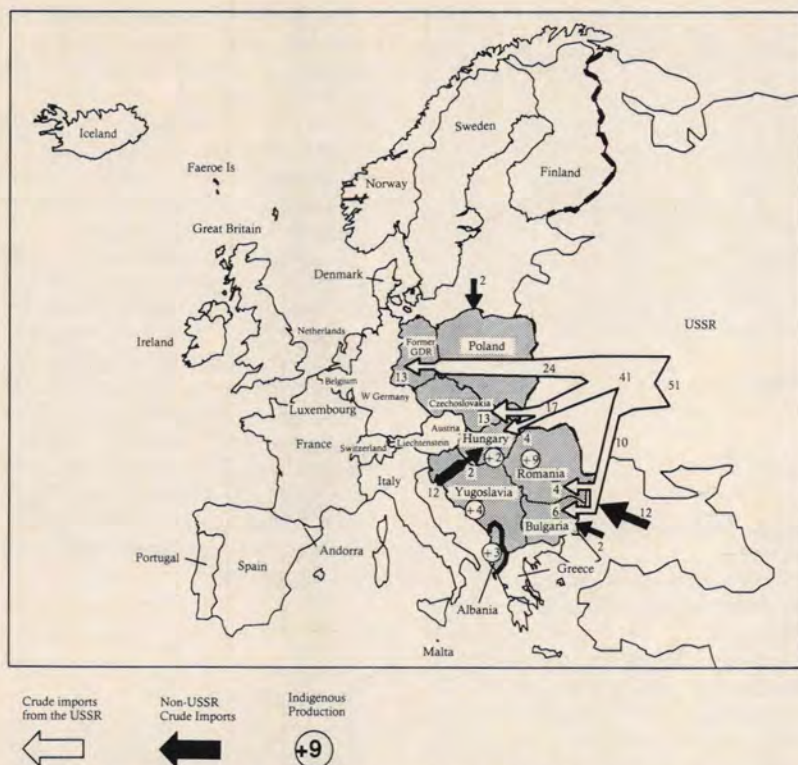 Iceland
Sweden
Finland
Faeroe Is
Norway
Great Britain
Denmark
2
USSR
Ireland
Netherlands
Former
GDR
Poland
13
24
41
51
Belgium
W Germany
Czechoslovakia
17
13
Luxembourg
Austria
Hungary
4
10
France
Switzerland
Liechtenstein
+2
+9
Italy
2
Romania
12
Yugoslavia
4
+4
6
12
Bulgaria
2
Portugal
Spain
Andorra
+3
Greece
Albania
Malta
Crude imports
from the USSR
Non-USSR
Crude Imports
Indigenous
Production
+9